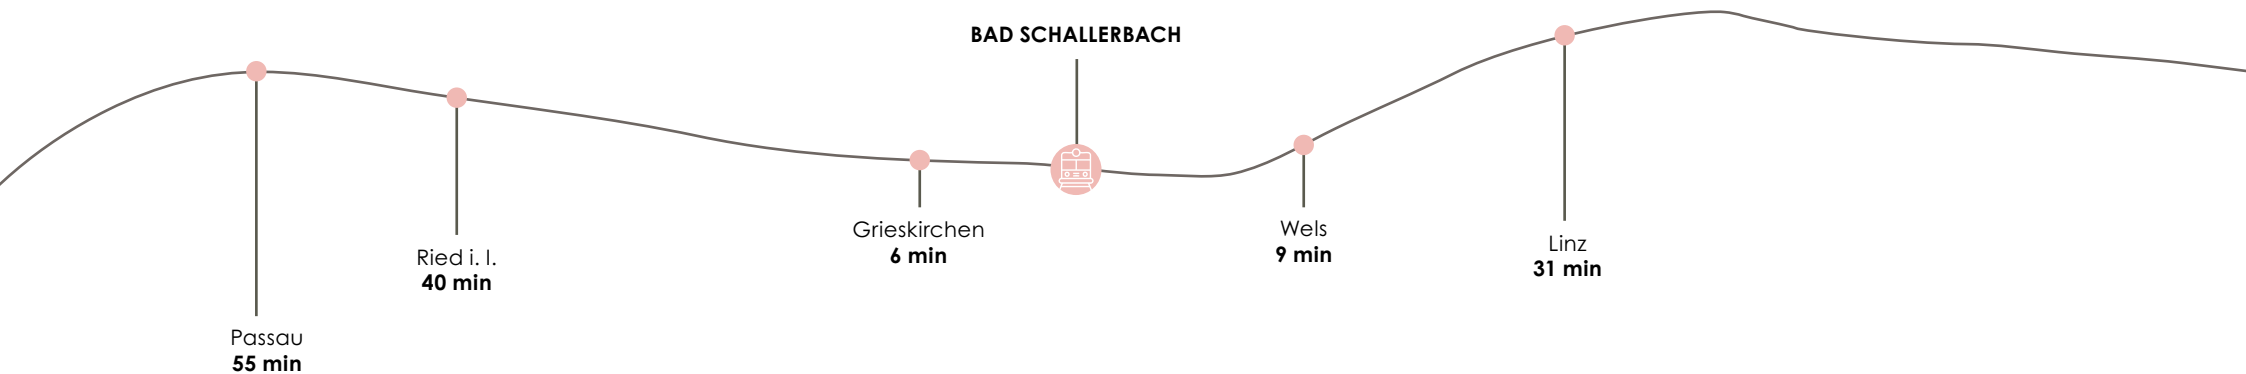 BAD SCHALLERBACH
Passau
55 min
Ried i. I.
40 min
Grieskirchen
6 min
Wels
9 min
Linz
31 min